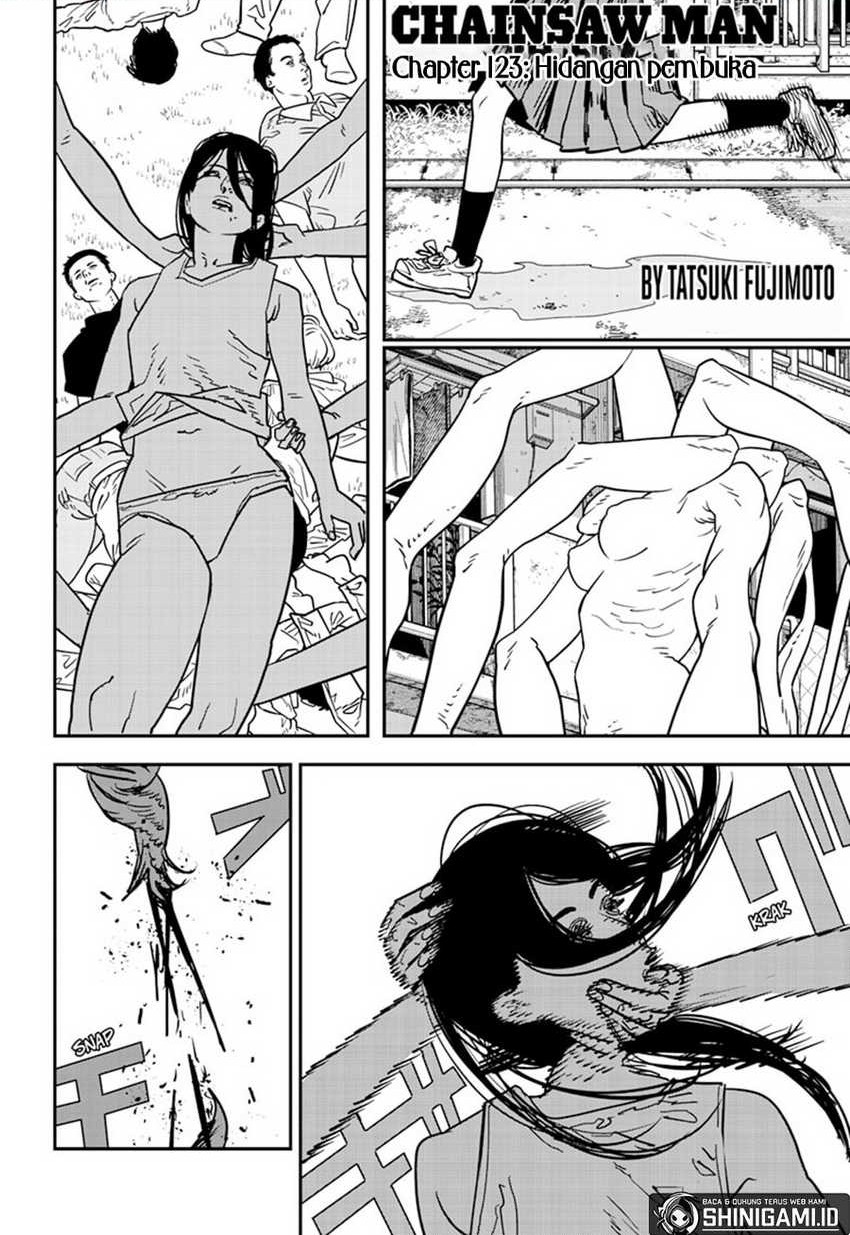 CHAINSAW MAN
Chapter 123: Hidangan pembuka
BY TATSUKI FUJIMOTO
KRAK
SNAP
BACA & DUKUNG TERUS WEB KAMI
SHINIGAMI.ID